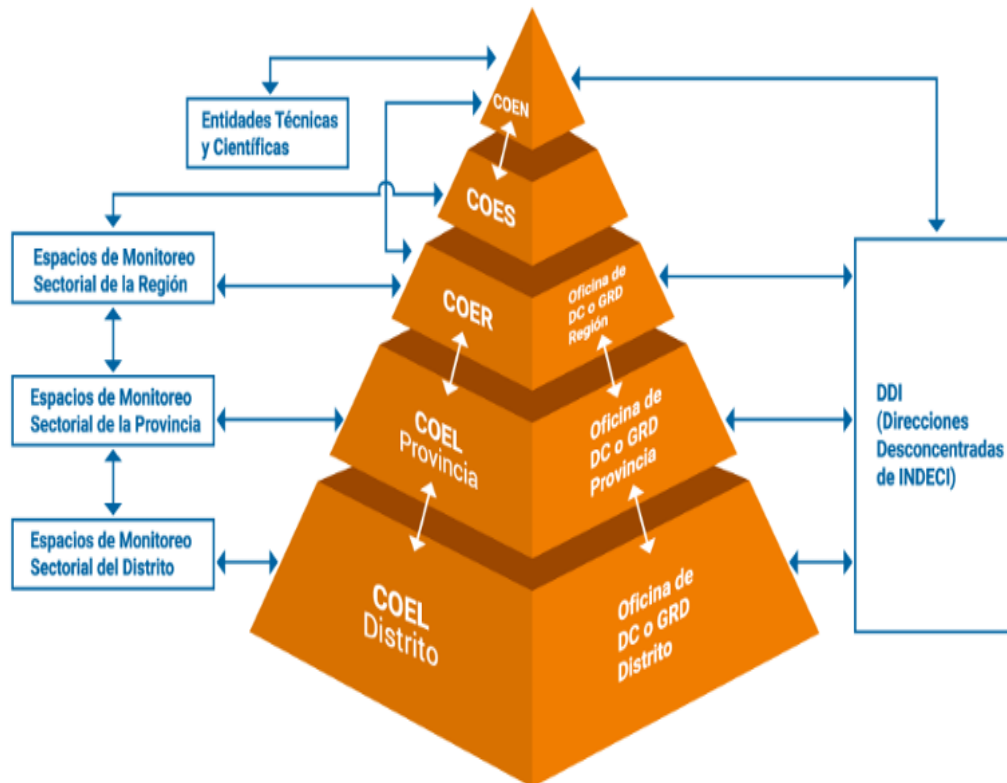 Entidades Técnicas
y Científicas
COEN
COES
Espacios de Monitoreo
Sectorial de la Región
COER
Oficina de
DC o GRD
Región
Espacios de Monitoreo
Sectorial de la Provincia
COEL
Provincia
Oficina de
DC o GRD
Provincia
DDI
(Direcciones
Desconcentradas
de INDECI)
Espacios de Monitoreo
Sectorial del Distrito
COEL
Distrito
Oficina de
DC o GRD
Distrito